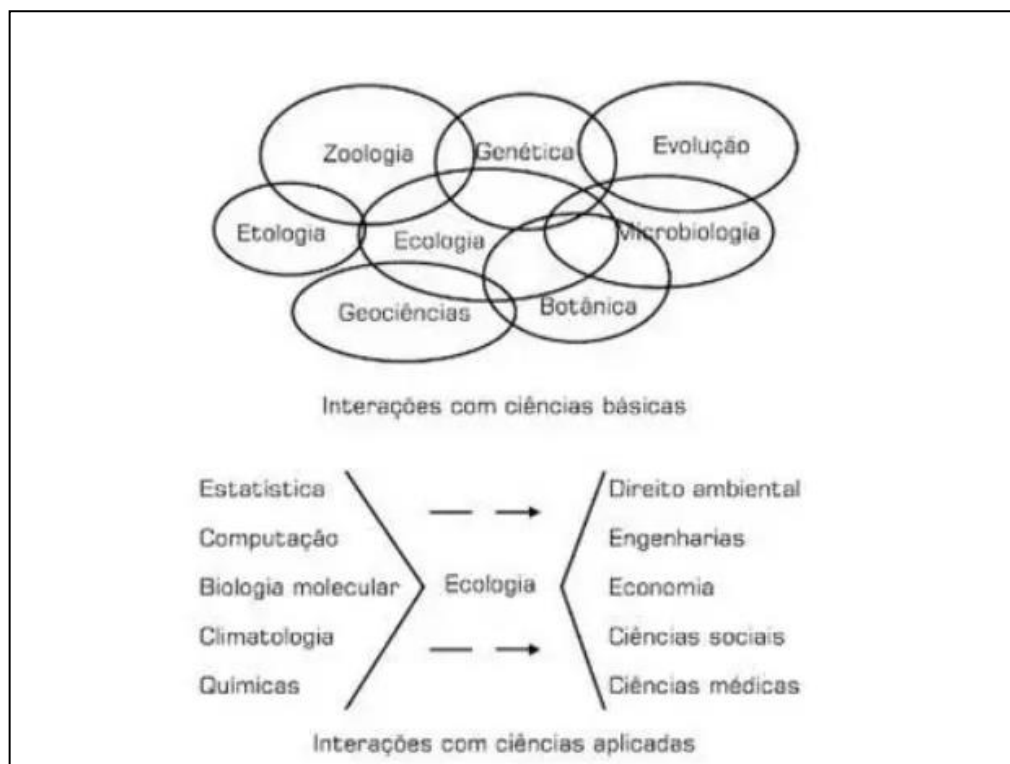 Zoologia
Genética
Evolução
Etologia
Ecologia
Microbiologia
Geociências
Botânica
Interações com ciências básicas
Estatística
Direito ambiental
Computação
Engenharias
Biologia molecular
Ecologia
Economia
Climatologia
Ciências sociais
Químicas
Ciências médicas
Interações com ciências aplicadas